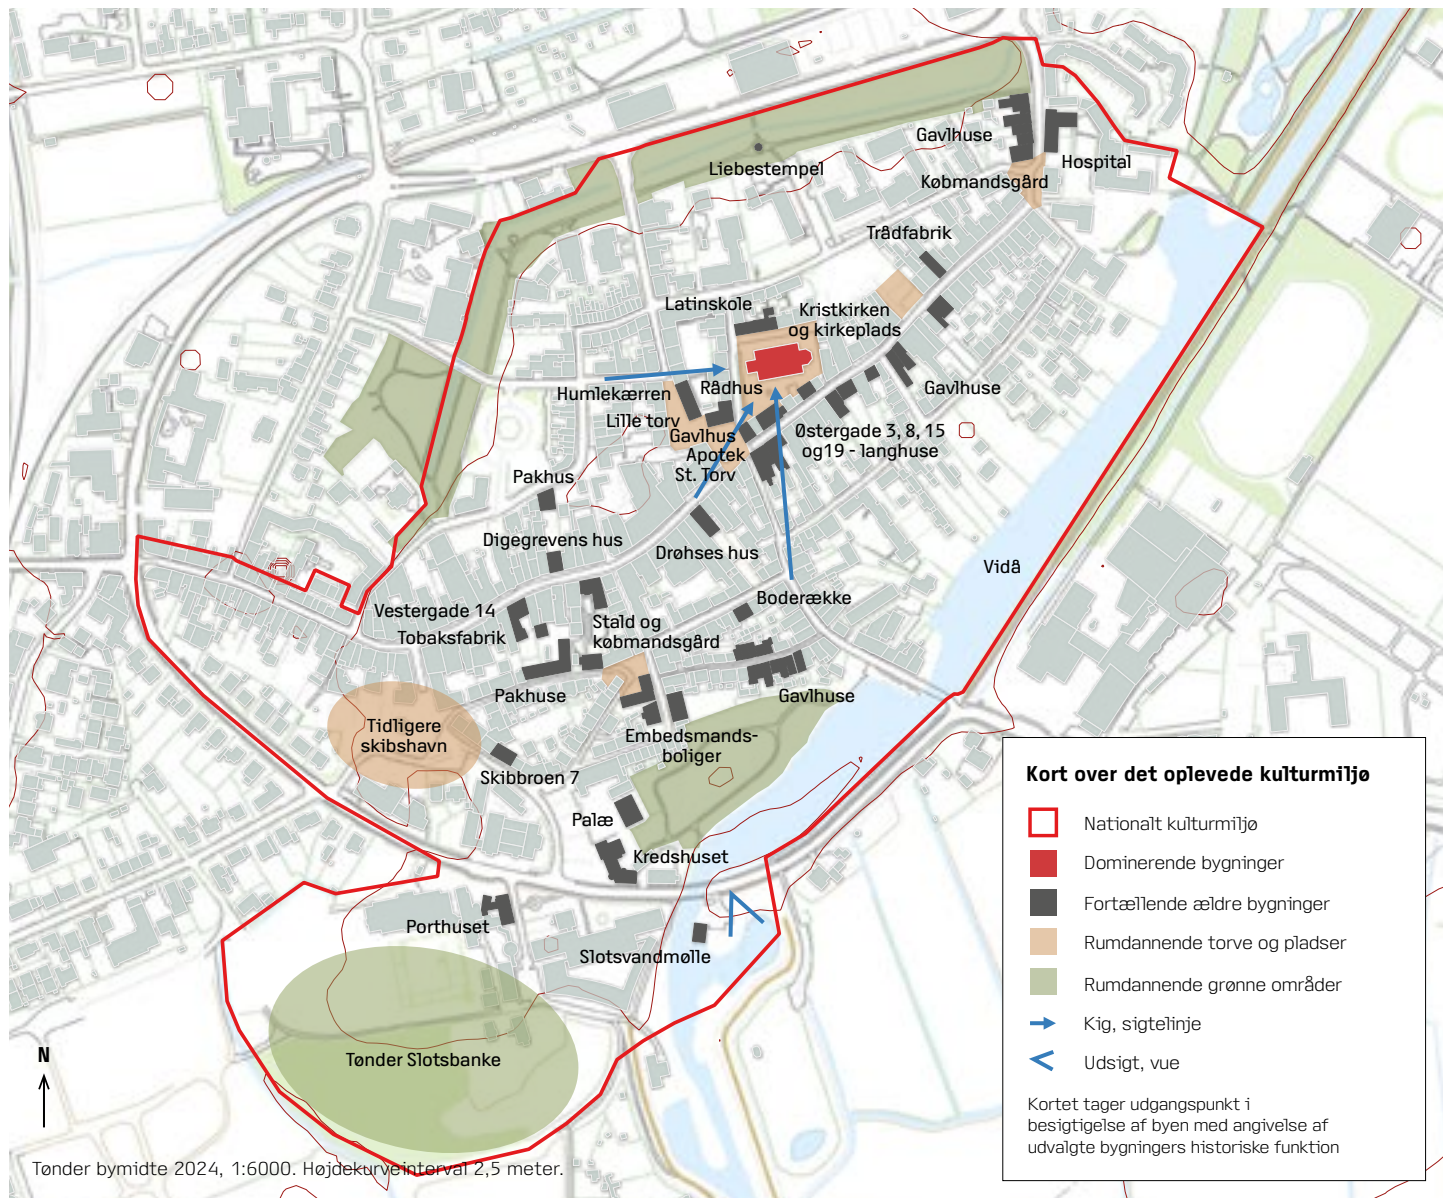 Gavlhuse
Hospital
Liebestempel
Købmandsgård
Trådfabrik
Latinskole
Kristkirken
og kirkeplads
Humlekærren
Rådhus
Gavlhuse
Lille torv
Gavlhus
Apotek
St. Torv
Østergade 3, 8, 15
og19 - langhuse
Pakhus
Digegrevens hus
Drøhses hus
Vidå
Boderække
Vestergade 14
Tobaksfabrik
Stald og
købmandsgård
Pakhuse
Gavlhuse
Tidligere
skibshavn
Embedsmands-
boliger
Skibbroen 7
Palæ
Kredshuset
Porthuset
Slotsvandmølle
Tønder Slotsbanke
N
Tønder bymidte 2024, 1:6000. Højdekurveinterval 2,5 meter.
Kort over det oplevede kulturmiljø
Nationalt kulturmiljø
Dominerende bygninger
Fortællende ældre bygninger
Rumdannende torve og pladser
Rumdannende grønne områder
Kig, sigtelinje
Udsigt, vue
Kortet tager udgangspunkt i
besigtigelse af byen med angivelse af
udvalgte bygningers historiske funktion